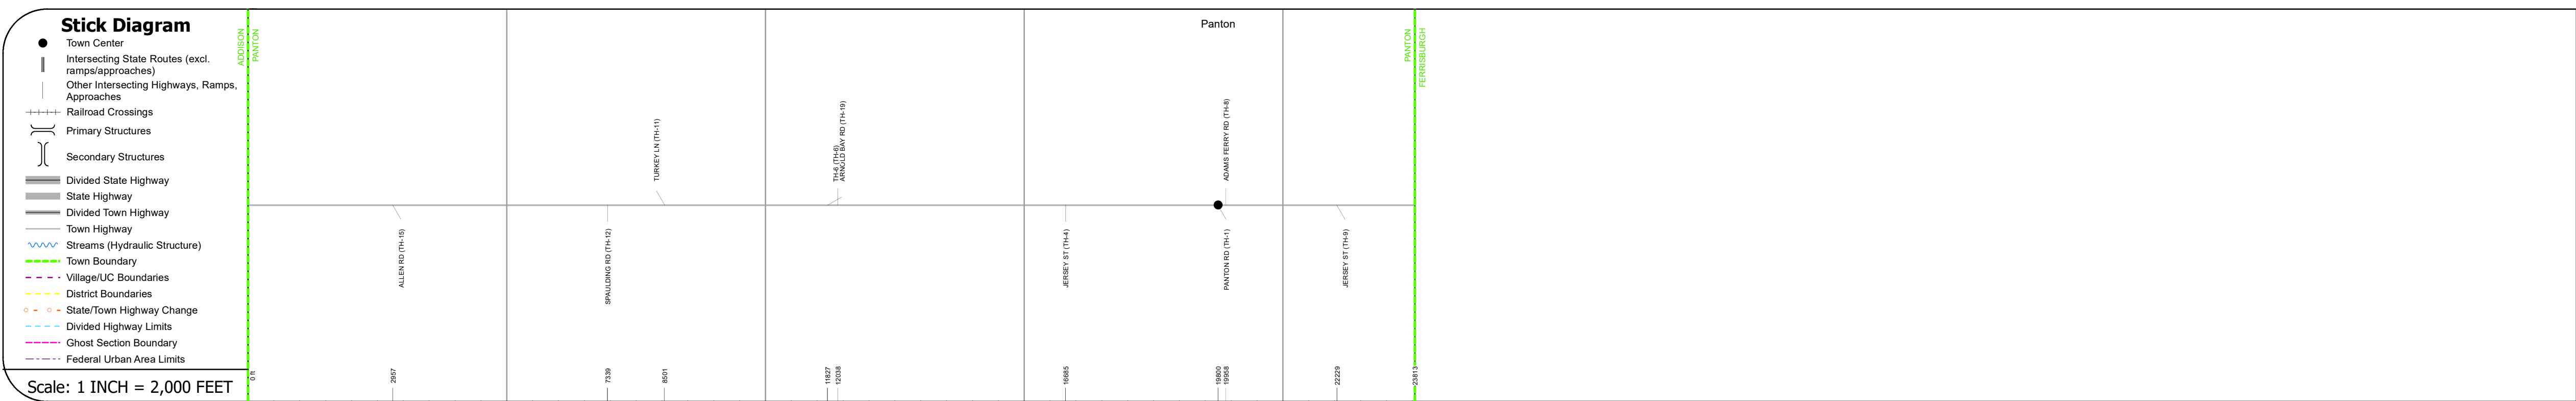 Stick Diagram
Town Center
Intersecting State Routes (excl.
ramps/approaches)
Other Intersecting Highways, Ramps,
Approaches
Railroad Crossings
Primary Structures
Secondary Structures
Divided State Highway
State Highway
Divided Town Highway
Town Highway
Streams (Hydraulic Structure)
Town Boundary
Village/UC Boundaries
District Boundaries
State/Town Highway Change
Divided Highway Limits
Ghost Section Boundary
Federal Urban Area Limits
Scale: 1 INCH = 2,000 FEET
ADDISON
PANTON
Panton
PANTON
FERRISBURGH
TURKEY LN (TH-11)
TH-6 (TH-6)
ARNOLD BAY RD (TH-19)
ADAMS FERRY RD (TH-8)
ALLEN RD (TH-15)
SPAULDING RD (TH-12)
JERSEY ST (TH-4)
PANTON RD (TH-1)
JERSEY ST (TH-9)
0 ft
2957
7339
8501
11827
12038
16685
19800
19958
22229
23813